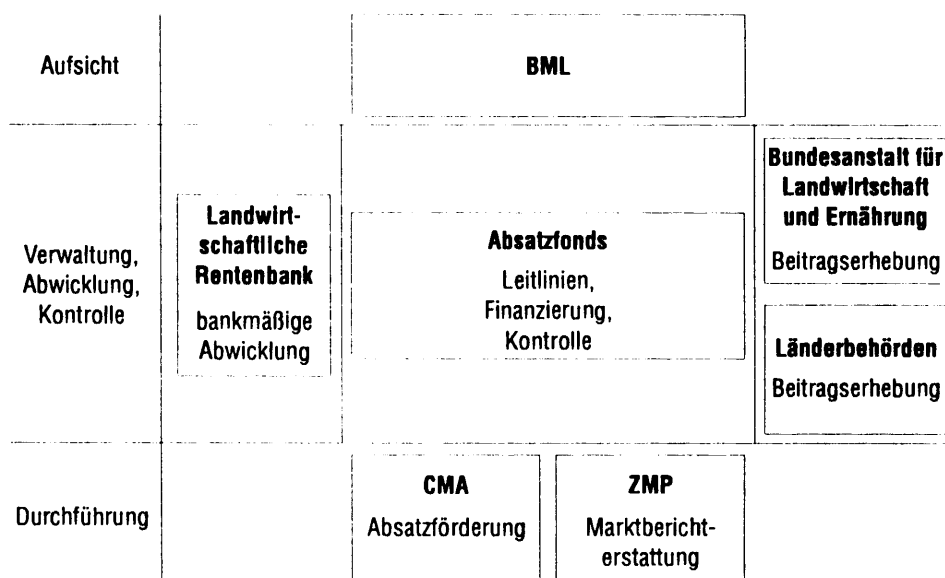 Aufsicht
BML
Verwaltung,
Abwicklung,
Kontrolle
Landwirt-
schaftliche
Rentenbank
bankmäßige
Abwicklung
Absatzfonds
Leitlinien,
Finanzierung,
Kontrolle
Bundesanstalt für
Landwirtschaft
und Ernährung
Beitragserhebung
Länderbehörden
Beitragserhebung
Durchführung
CMA
Absatzförderung
ZMP
Marktbericht-
erstattung